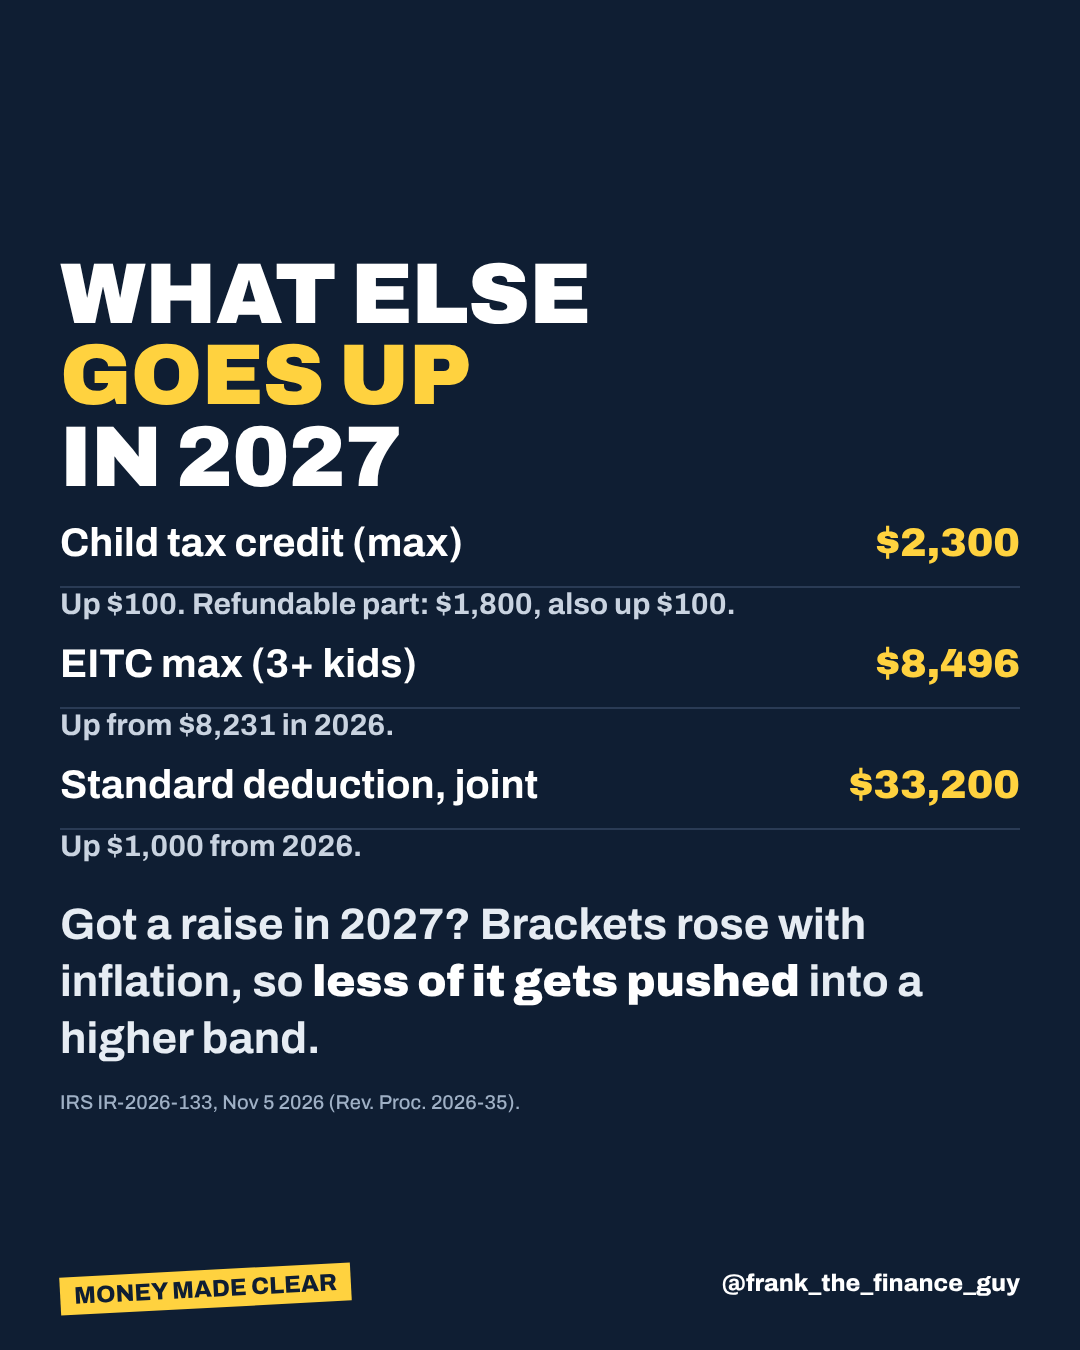 WHAT ELSE
GOES UP
IN 2027
Child tax credit (max) $2,300
Up $100. Refundable part: $1,800, also up $100.
EITC max (3+ kids) $8,496
Up from $8,231 in 2026.
Standard deduction, joint $33,200
Up $1,000 from 2026.
Got a raise in 2027? Brackets rose with
inflation, so less of it gets pushed into a
higher band.
IRS IR-2026-133, Nov 5 2026 (Rev. Proc. 2026-35).
MONEY MADE CLEAR
@frank_the_finance_guy